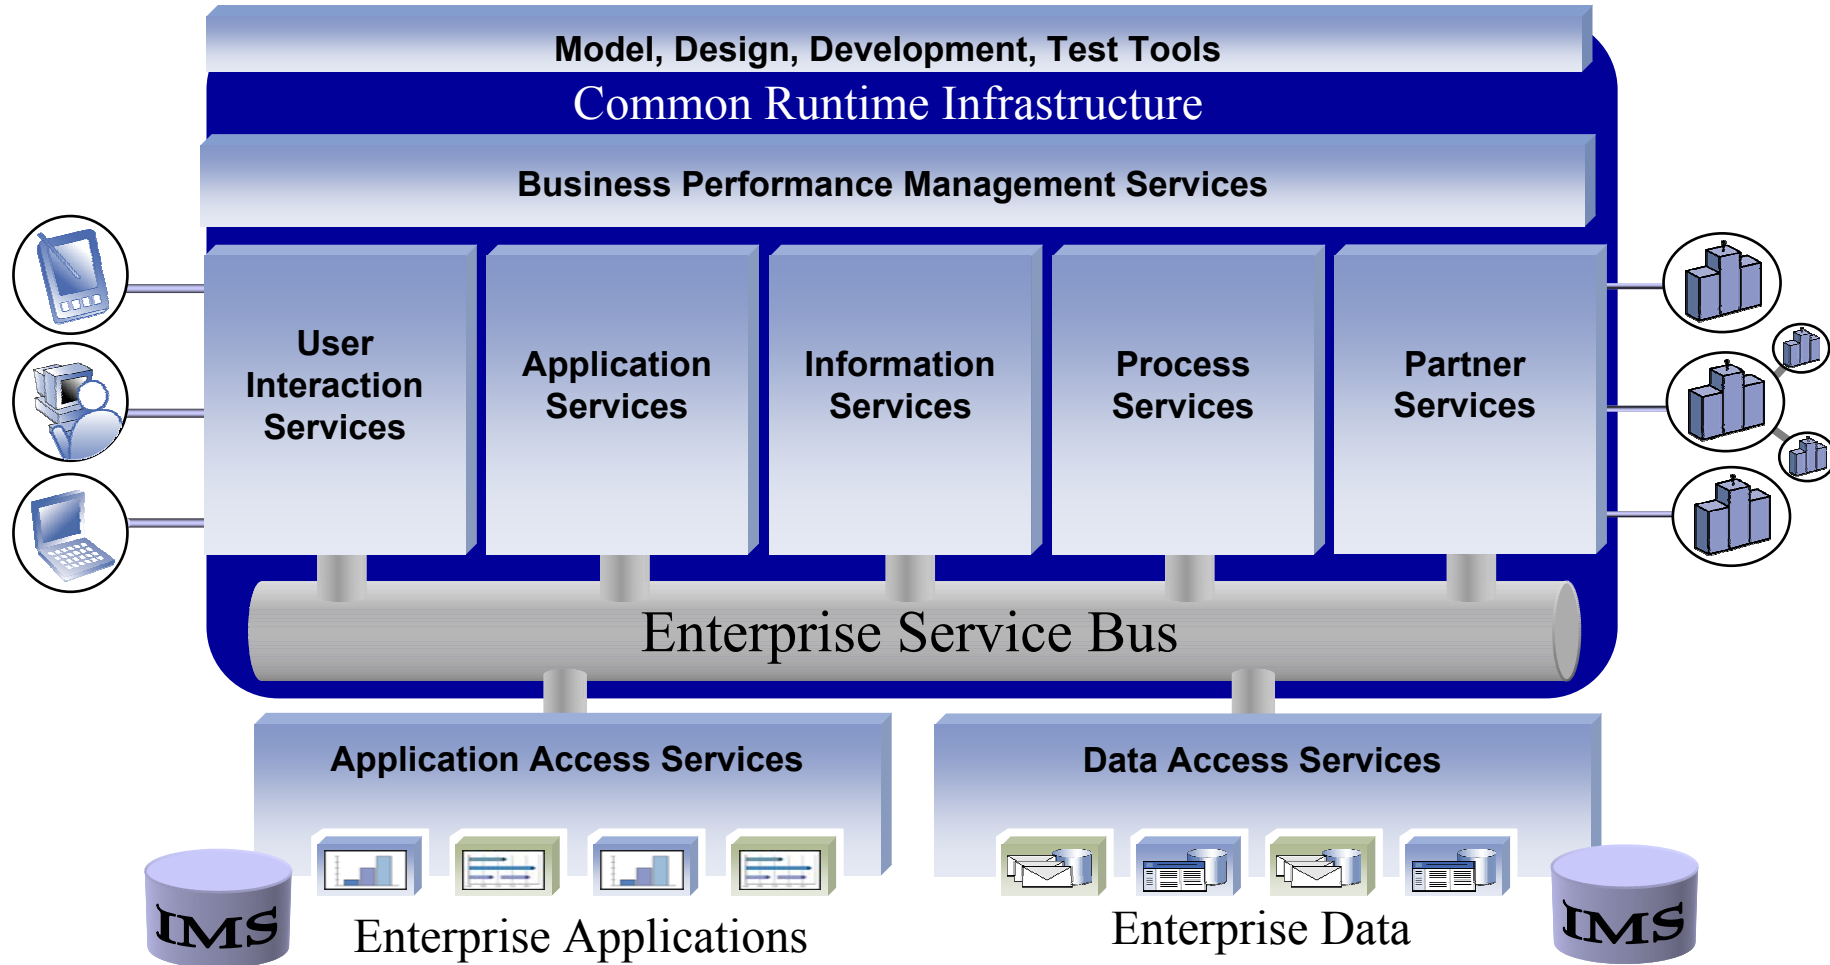 Model, Design, Development, Test Tools
Common Runtime Infrastructure
Business Performance Management Services
User
Interaction
Services
Application
Services
Information
Services
Process
Services
Partner
Services
Enterprise Service Bus
Application Access Services
Data Access Services
IMS
Enterprise Applications
Enterprise Data
IMS